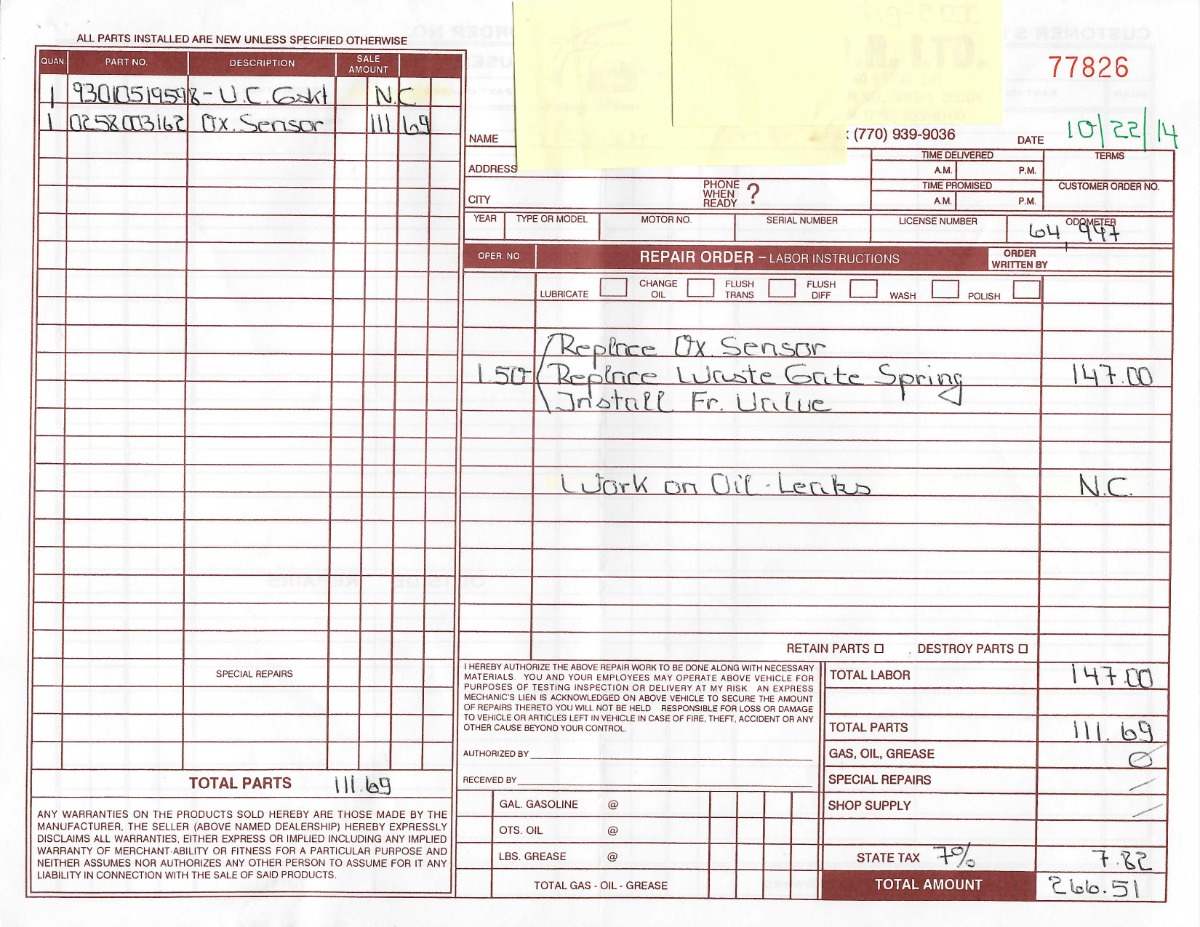 ALL PARTS INSTALLED ARE NEW UNLESS SPECIFIED OTHERWISE
QUAN. PART NO. DESCRIPTION SALE AMOUNT
1 93010519598 - U.C. Gskt N.C
1 0258003162 Ox. Sensor 111 69
SPECIAL REPAIRS
TOTAL PARTS 111.69
ANY WARRANTIES ON THE PRODUCTS SOLD HEREBY ARE THOSE MADE BY THE
MANUFACTURER, THE SELLER (ABOVE NAMED DEALERSHIP) HEREBY EXPRESSLY
DISCLAIMS ALL WARRANTIES, EITHER EXPRESS OR IMPLIED INCLUDING ANY IMPLIED
WARRANTY OF MERCHANT-ABILITY OR FITNESS FOR A PARTICULAR PURPOSE AND
NEITHER ASSUMES NOR AUTHORIZES ANY OTHER PERSON TO ASSUME FOR IT ANY
LIABILITY IN CONNECTION WITH THE SALE OF SAID PRODUCTS.
77826
(770) 939-9036
NAME DATE 10/22/14
ADDRESS TIME DELIVERED TERMS
A.M. P.M.
CITY PHONE WHEN READY ? TIME PROMISED CUSTOMER ORDER NO.
A.M. P.M.
YEAR TYPE OR MODEL MOTOR NO. SERIAL NUMBER LICENSE NUMBER ODOMETER
64,947
OPER. NO. REPAIR ORDER – LABOR INSTRUCTIONS ORDER WRITTEN BY
LUBRICATE CHANGE OIL FLUSH TRANS FLUSH DIFF WASH POLISH
Replace Ox. Sensor
1.50 Replace Waste Gate Spring 147.00
Install Fr. Valve
Work on Oil Leaks N.C.
RETAIN PARTS DESTROY PARTS
I HEREBY AUTHORIZE THE ABOVE REPAIR WORK TO BE DONE ALONG WITH NECESSARY
MATERIALS. YOU AND YOUR EMPLOYEES MAY OPERATE ABOVE VEHICLE FOR
PURPOSES OF TESTING INSPECTION OR DELIVERY AT MY RISK. AN EXPRESS
MECHANIC'S LIEN IS ACKNOWLEDGED ON ABOVE VEHICLE TO SECURE THE AMOUNT
OF REPAIRS THERETO YOU WILL NOT BE HELD RESPONSIBLE FOR LOSS OR DAMAGE
TO VEHICLE OR ARTICLES LEFT IN VEHICLE IN CASE OF FIRE, THEFT, ACCIDENT OR ANY
OTHER CAUSE BEYOND YOUR CONTROL.
AUTHORIZED BY
RECEIVED BY
GAL. GASOLINE @
QTS. OIL @
LBS. GREASE @
TOTAL GAS - OIL - GREASE
TOTAL LABOR 147.00
TOTAL PARTS 111.69
GAS, OIL, GREASE 0
SPECIAL REPAIRS
SHOP SUPPLY
STATE TAX 7% 7.82
TOTAL AMOUNT 266.51